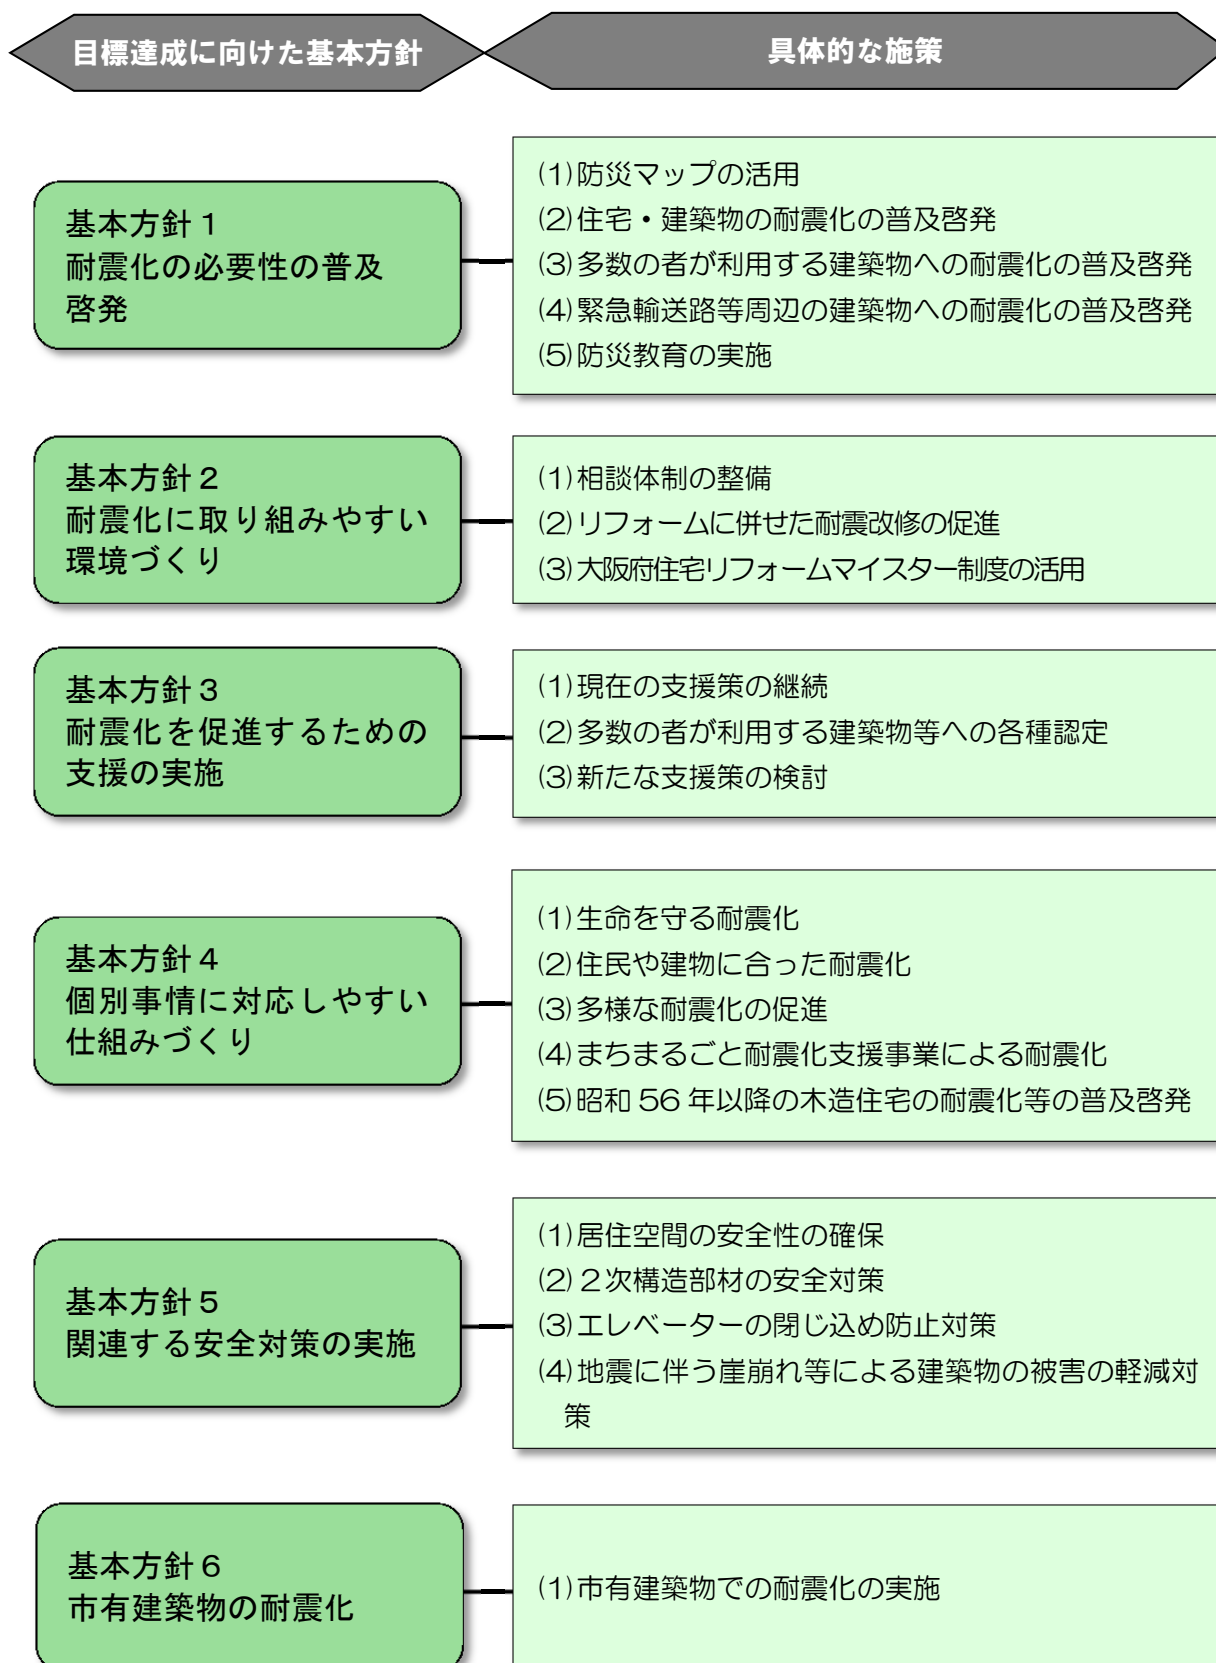 目標達成に向けた基本方針
具体的な施策
基本方針１
耐震化の必要性の普及
啓発
(1)防災マップの活用
(2)住宅・建築物の耐震化の普及啓発
(3)多数の者が利用する建築物への耐震化の普及啓発
(4)緊急輸送路等周辺の建築物への耐震化の普及啓発
(5)防災教育の実施
基本方針２
耐震化に取り組みやすい
環境づくり
(1)相談体制の整備
(2)リフォームに併せた耐震改修の促進
(3)大阪府住宅リフォームマイスター制度の活用
基本方針３
耐震化を促進するための
支援の実施
(1)現在の支援策の継続
(2)多数の者が利用する建築物等への各種認定
(3)新たな支援策の検討
基本方針４
個別事情に対応しやすい
仕組みづくり
(1)生命を守る耐震化
(2)住民や建物に合った耐震化
(3)多様な耐震化の促進
(4)まちまるごと耐震化支援事業による耐震化
(5)昭和 56 年以降の木造住宅の耐震化等の普及啓発
基本方針５
関連する安全対策の実施
(1)居住空間の安全性の確保
(2)２次構造部材の安全対策
(3)エレベーターの閉じ込め防止対策
(4)地震に伴う崖崩れ等による建築物の被害の軽減対
策
基本方針６
市有建築物の耐震化
(1)市有建築物での耐震化の実施